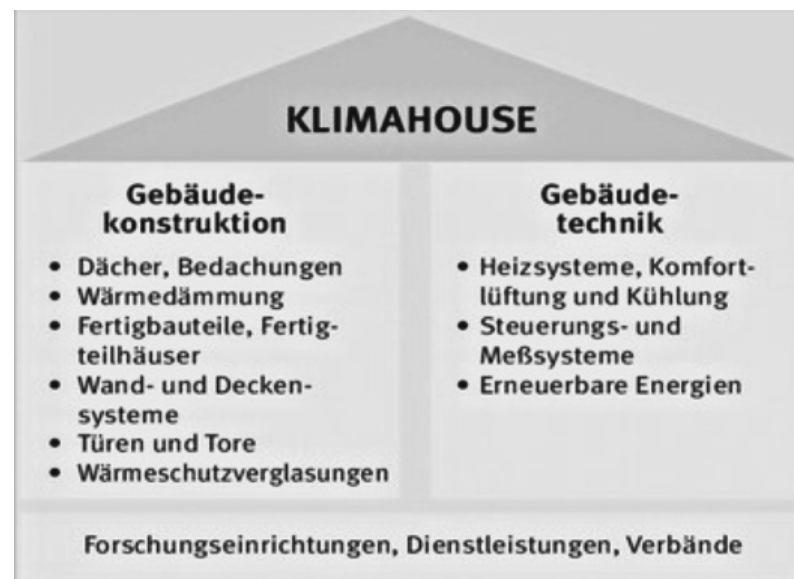 KLIMAHOUSE
Gebäude-
konstruktion
• Dächer, Bedachungen
• Wärmedämmung
• Fertigbauteile, Fertig-
teilhäuser
• Wand- und Decken-
systeme
• Türen und Tore
• Wärmeschutzverglasungen
Gebäude-
technik
• Heizsysteme, Komfort-
lüftung und Kühlung
• Steuerungs- und
Meßsysteme
• Erneuerbare Energien
Forschungseinrichtungen, Dienstleistungen, Verbände